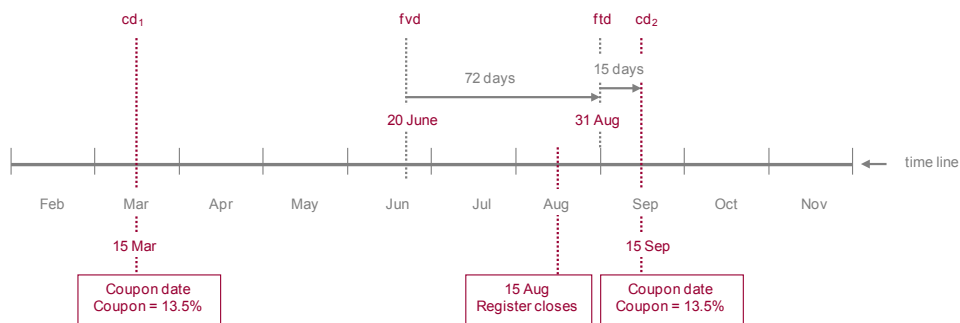 cd₁
fvd
ftd
cd₂
72 days
15 days
20 June
31 Aug
time line
Feb
Mar
Apr
May
Jun
Jul
Aug
Sep
Oct
Nov
15 Mar
15 Sep
Coupon date
Coupon = 13.5%
15 Aug
Register closes
Coupon date
Coupon = 13.5%